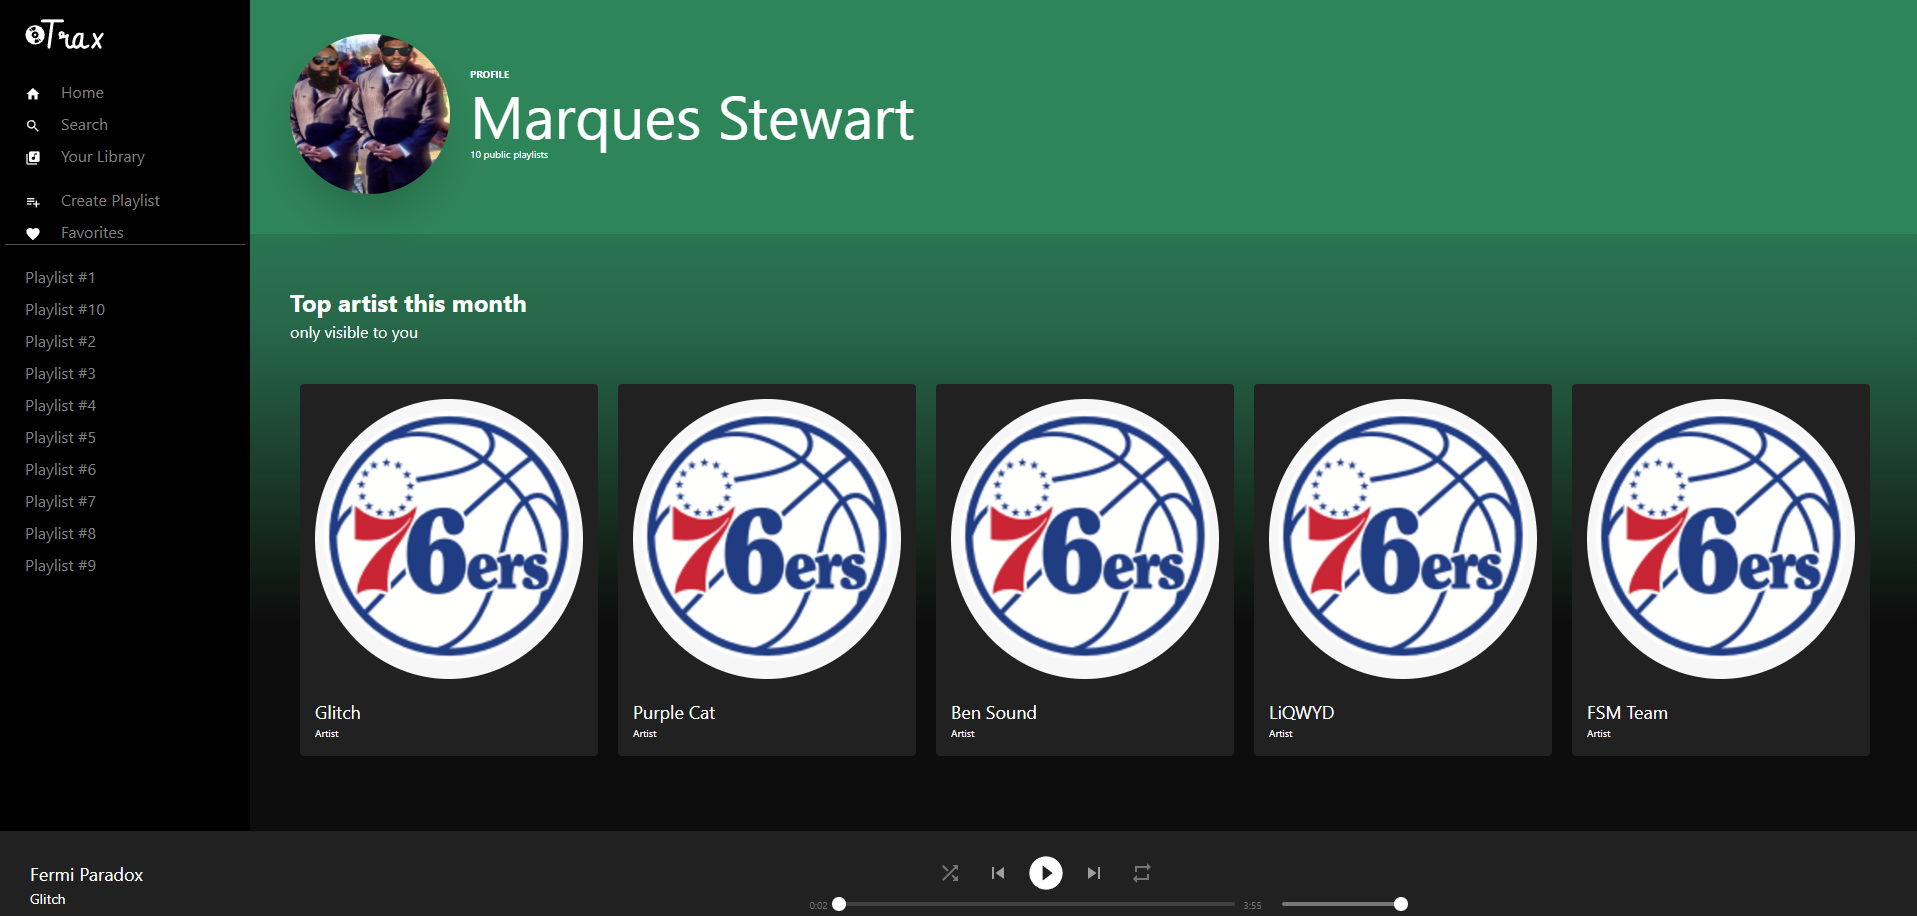 Trax
Home
Search
Your Library
Create Playlist
Favorites
Playlist #1
Playlist #10
Playlist #2
Playlist #3
Playlist #4
Playlist #5
Playlist #6
Playlist #7
Playlist #8
Playlist #9
PROFILE
Marques Stewart
10 public playlists
Top artist this month
only visible to you
76ers
Glitch
Artist
76ers
Purple Cat
Artist
76ers
Ben Sound
Artist
76ers
LiQWYD
Artist
76ers
FSM Team
Artist
Fermi Paradox
Glitch
0:02
3:55